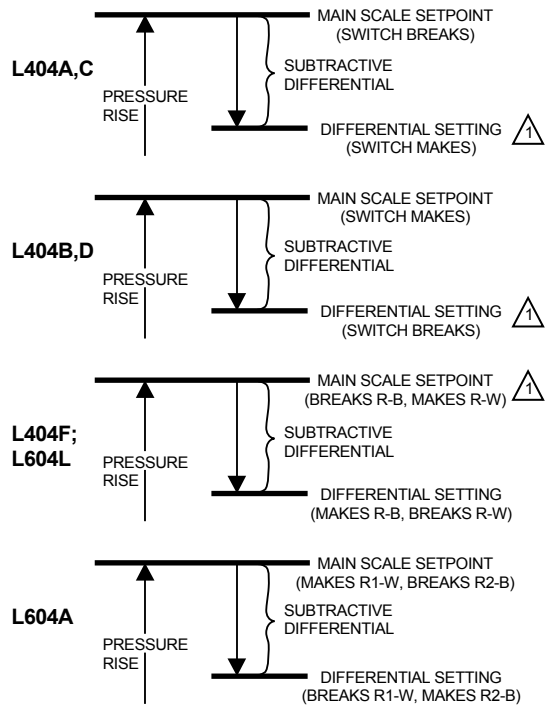 MAIN SCALE SETPOINT
(SWITCH BREAKS)
L404A,C
SUBTRACTIVE
DIFFERENTIAL
PRESSURE
RISE
DIFFERENTIAL SETTING 1
(SWITCH MAKES)
MAIN SCALE SETPOINT
(SWITCH MAKES)
L404B,D
SUBTRACTIVE
DIFFERENTIAL
PRESSURE
RISE
DIFFERENTIAL SETTING 1
(SWITCH BREAKS)
MAIN SCALE SETPOINT 1
(BREAKS R-B, MAKES R-W)
L404F;
L604L
SUBTRACTIVE
DIFFERENTIAL
PRESSURE
RISE
DIFFERENTIAL SETTING
(MAKES R-B, BREAKS R-W)
MAIN SCALE SETPOINT
(MAKES R1-W, BREAKS R2-B)
L604A
SUBTRACTIVE
DIFFERENTIAL
PRESSURE
RISE
DIFFERENTIAL SETTING
(BREAKS R1-W, MAKES R2-B)